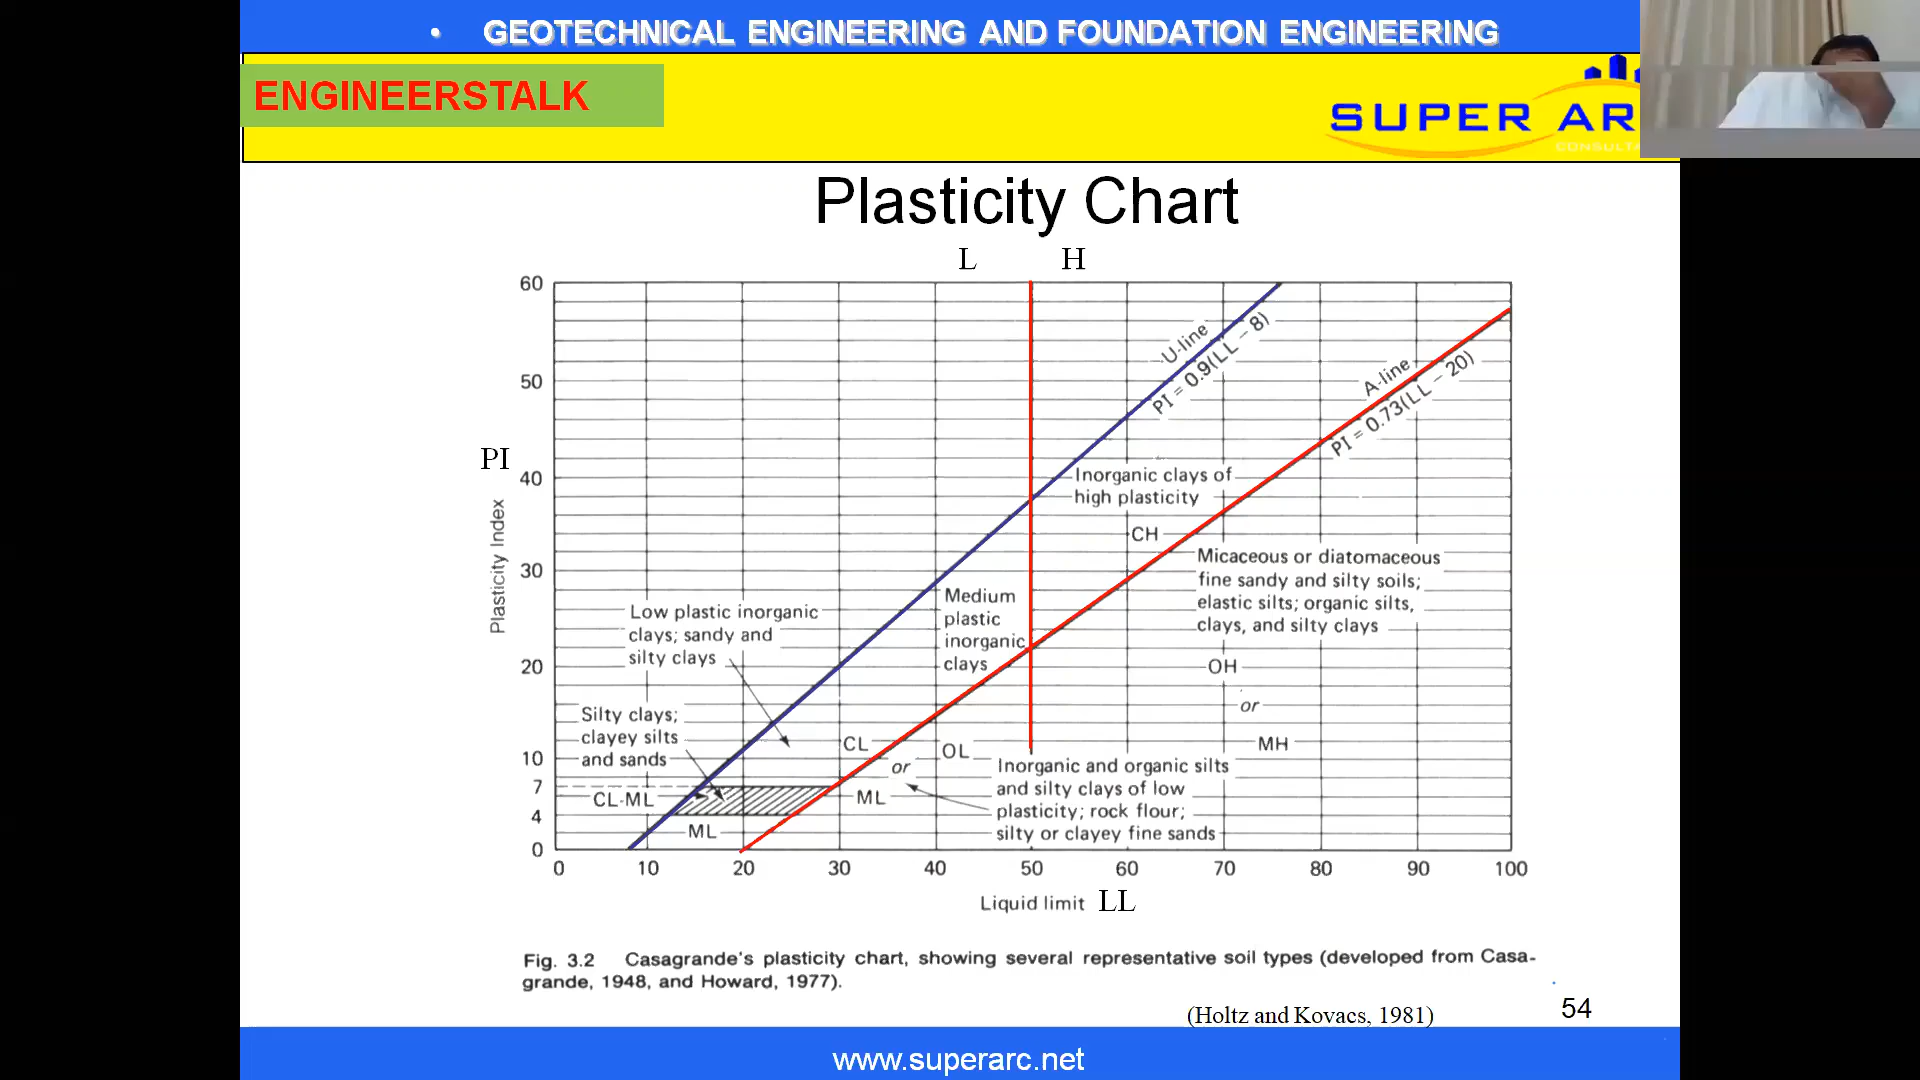 • GEOTECHNICAL ENGINEERING AND FOUNDATION ENGINEERING
ENGINEERSTALK
SUPER AR
CONSULTA
Plasticity Chart
L H
60
50
40
30
20
10
7
4
0
PI
Plasticity Index
U-line
PI = 0.9(LL - 8)
A-line
PI = 0.73(LL - 20)
Inorganic clays of
high plasticity
CH
Micaceous or diatomaceous
fine sandy and silty soils;
elastic silts; organic silts,
clays, and silty clays
OH
or
MH
Medium
plastic
inorganic
clays
Low plastic inorganic
clays; sandy and
silty clays
Silty clays;
clayey silts
and sands
CL-ML
ML
CL
or
OL
ML
Inorganic and organic silts
and silty clays of low
plasticity; rock flour;
silty or clayey fine sands
0 10 20 30 40 50 60 70 80 90 100
Liquid limit LL
Fig. 3.2 Casagrande's plasticity chart, showing several representative soil types (developed from Casa-
grande, 1948, and Howard, 1977).
(Holtz and Kovacs, 1981)
54
www.superarc.net